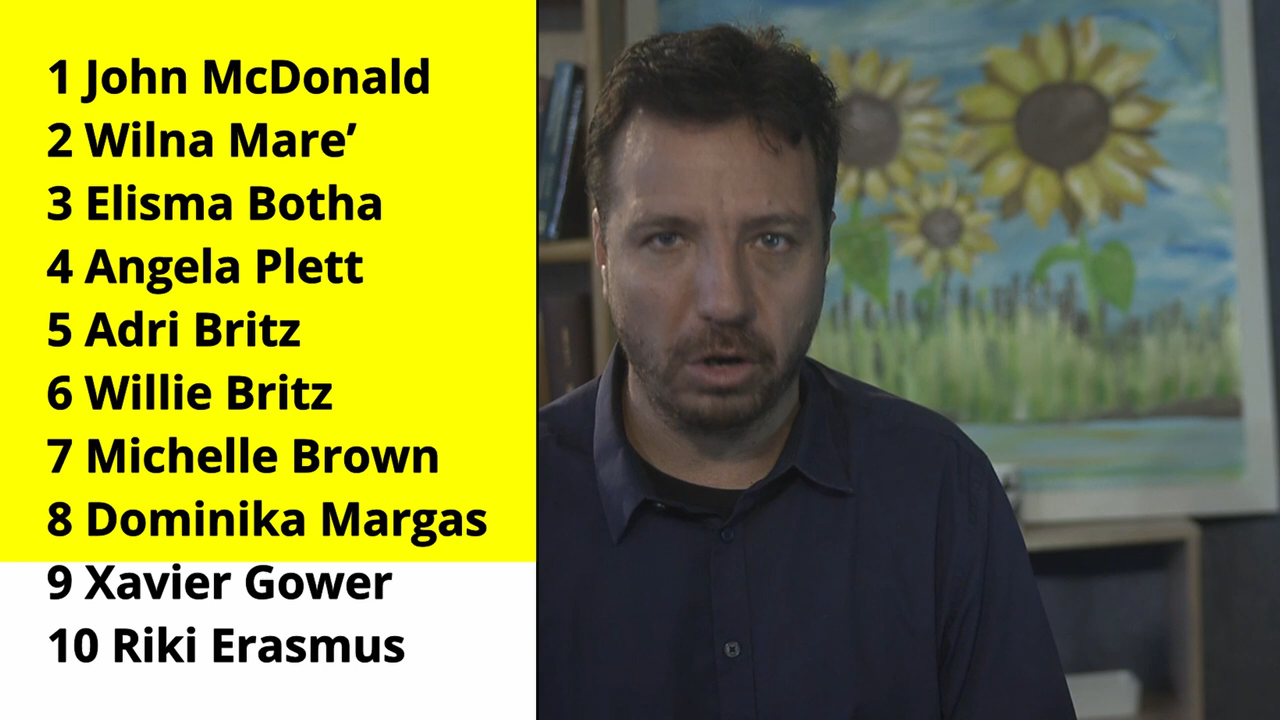 1 John McDonald
2 Wilna Mare’
3 Elisma Botha
4 Angela Plett
5 Adri Britz
6 Willie Britz
7 Michelle Brown
8 Dominika Margas
9 Xavier Gower
10 Riki Erasmus